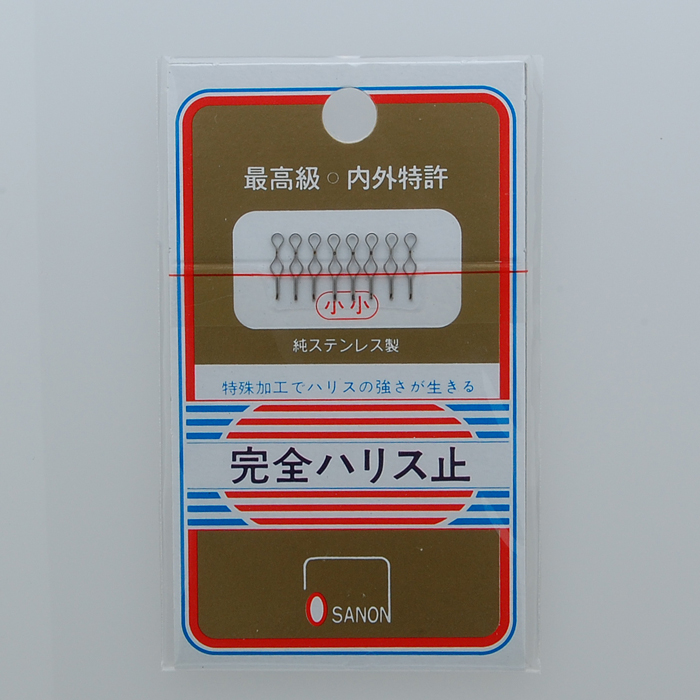 最高級○内外特許
小小
純ステンレス製
特殊加工でハリスの強さが生きる
完全ハリス止
OSANON